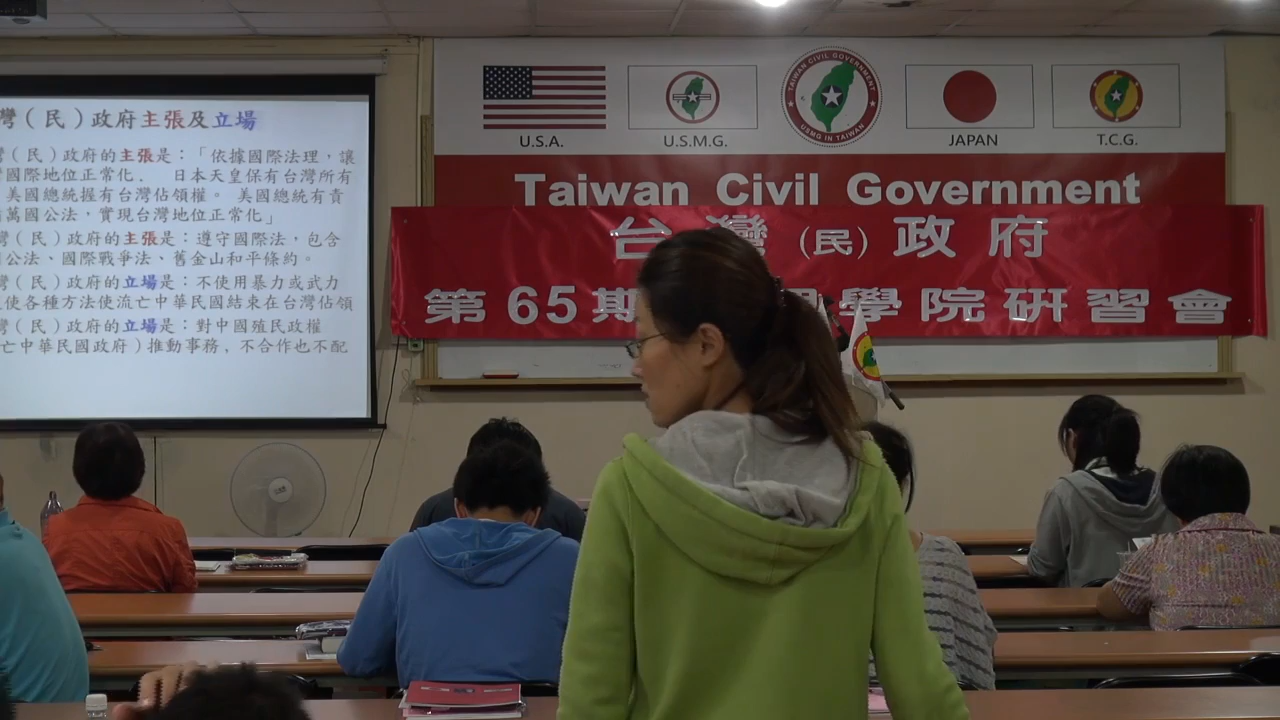 灣（民）政府主張及立場
灣（民）政府的主張是：「依據國際法理，讓
國際地位正常化． 日本天皇保有台灣所有
美國總統握有台灣佔領權。 美國總統有責
萬國公法，實現台灣地位正常化」
灣（民）政府的主張是：遵守國際法，包含
公法、國際戰爭法、舊金山和平條約。
灣（民）政府的立場是：不使用暴力或武力
使各種方法使流亡中華民國結束在台灣佔領
灣（民）政府的立場是：對中國殖民政權
亡中華民國政府）推動事務，不合作也不配
TAIWAN CIVIL GOVERNMENT
USMG IN TAIWAN
U.S.A.
U.S.M.G.
JAPAN
T.C.G.
Taiwan Civil Government
台灣（民）政府
第65期 學院研習會